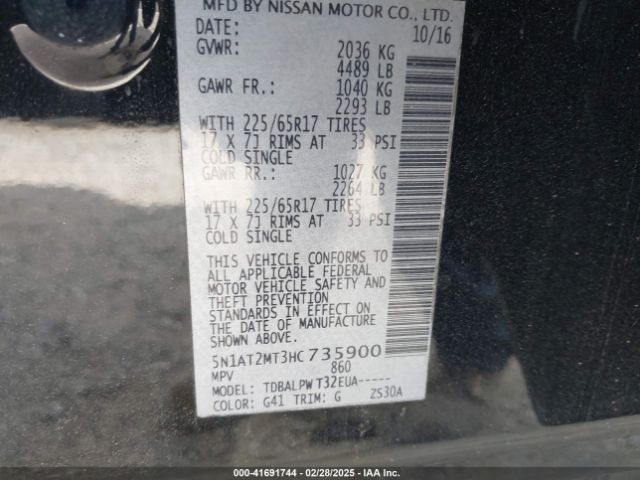 MFD BY NISSAN MOTOR CO., LTD.
DATE: 10/16
GVWR: 2036 KG
4489 LB
GAWR FR.: 1040 KG
2293 LB
WITH 225/65R17 TIRES
17 X 7J RIMS AT 33 PSI
COLD SINGLE
GAWR RR.: 1027 KG
2264 LB
WITH 225/65R17 TIRES
17 X 7J RIMS AT 33 PSI
COLD SINGLE
THIS VEHICLE CONFORMS TO
ALL APPLICABLE FEDERAL
MOTOR VEHICLE SAFETY AND
THEFT PREVENTION
STANDARDS IN EFFECT ON
THE DATE OF MANUFACTURE
SHOWN ABOVE.
5N1AT2MT3HC735900
MPV 860
MODEL: TDBALPW T32EUA-----
COLOR: G41 TRIM: G ZS30A
000-41691744 | 02/28/2025 | IAA Inc.